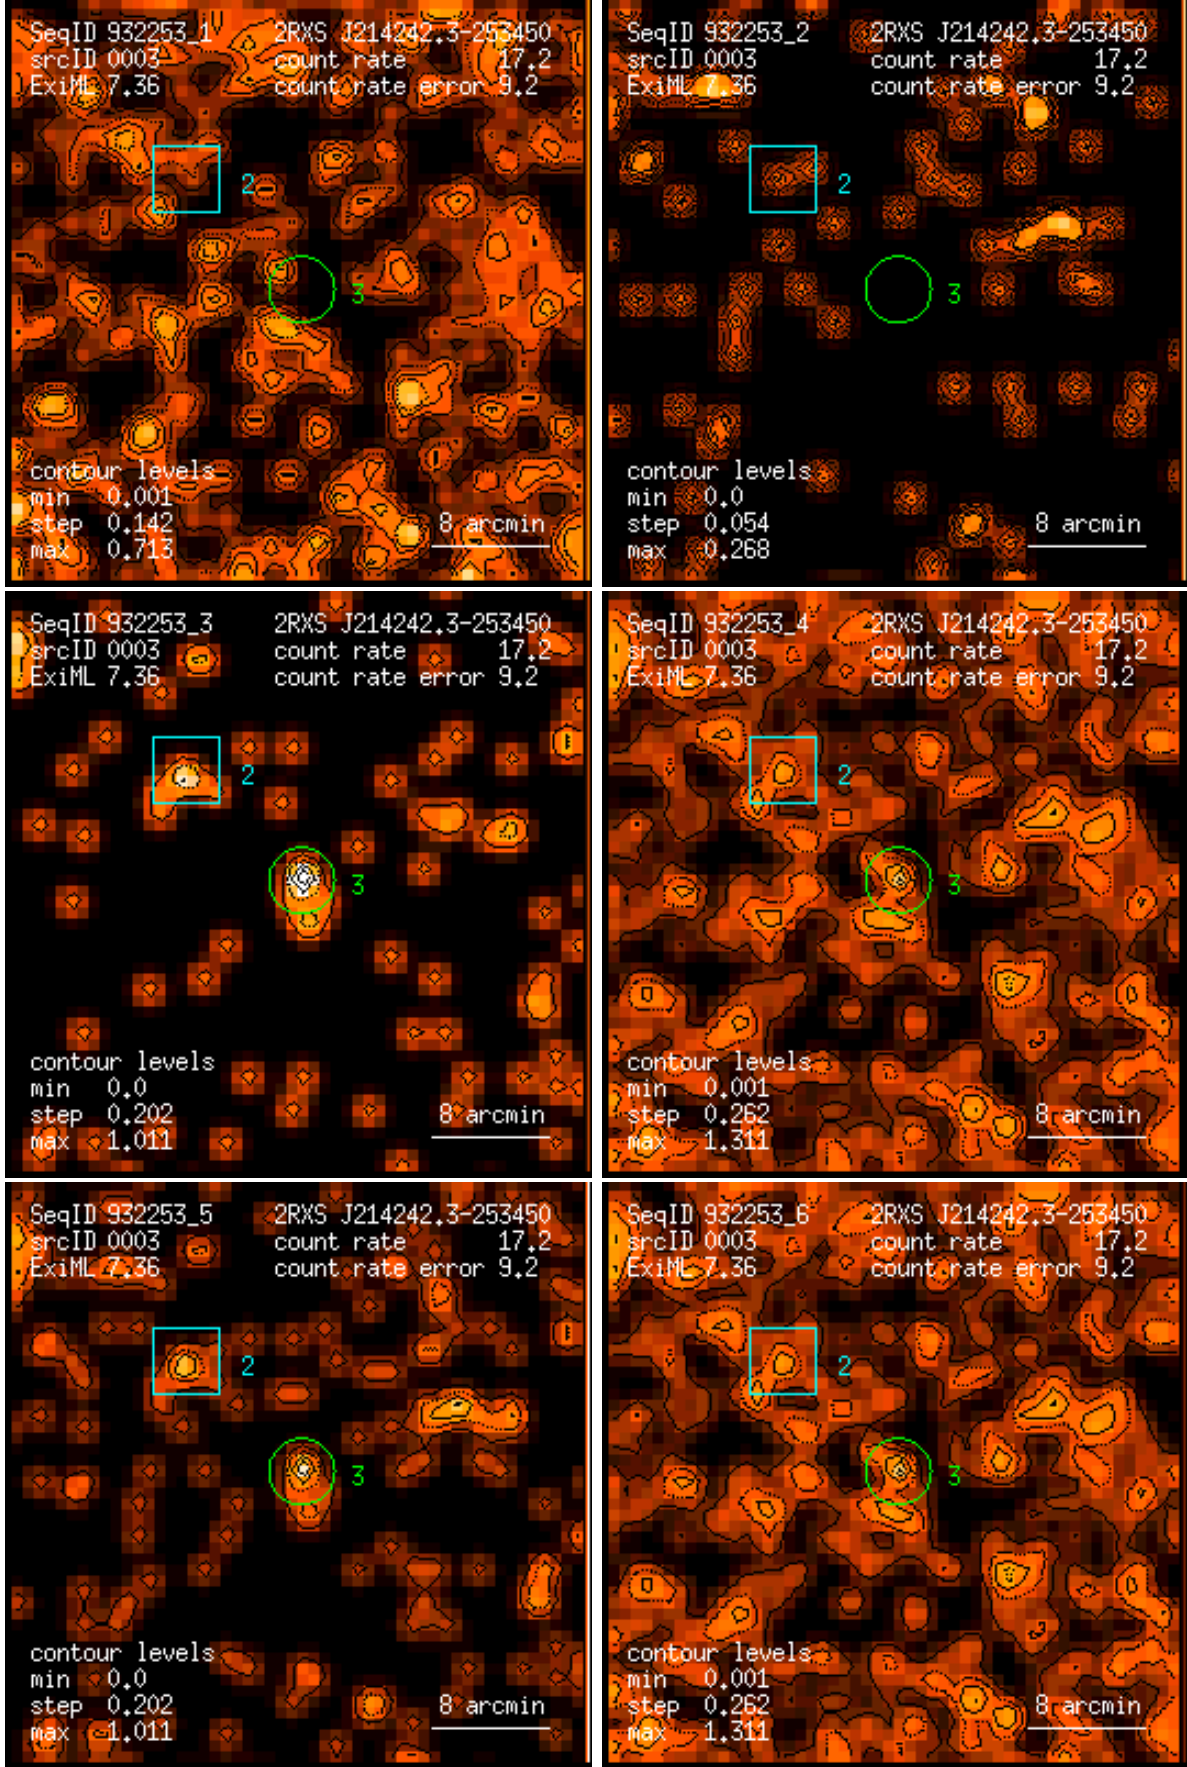 SeqID 932253_1 2RXS J214242.3-253450
srcID 0003 count rate 17.2
ExiML 7.36 count rate error 9.2
2
3
contour levels
min 0.001
step 0.142
max 0.713
8 arcmin
SeqID 932253_2 2RXS J214242.3-253450
srcID 0003 count rate 17.2
ExiML 7.36 count rate error 9.2
2
3
contour levels
min 0.0
step 0.054
max 0.268
8 arcmin
SeqID 932253_3 2RXS J214242.3-253450
srcID 0003 count rate 17.2
ExiML 7.36 count rate error 9.2
2
3
contour levels
min 0.0
step 0.202
max 1.011
8 arcmin
SeqID 932253_4 2RXS J214242.3-253450
srcID 0003 count rate 17.2
ExiML 7.36 count rate error 9.2
2
3
contour levels
min 0.001
step 0.262
max 1.311
8 arcmin
SeqID 932253_5 2RXS J214242.3-253450
srcID 0003 count rate 17.2
ExiML 7.36 count rate error 9.2
2
3
contour levels
min 0.0
step 0.202
max 1.011
8 arcmin
SeqID 932253_6 2RXS J214242.3-253450
srcID 0003 count rate 17.2
ExiML 7.36 count rate error 9.2
2
3
contour levels
min 0.001
step 0.262
max 1.311
8 arcmin